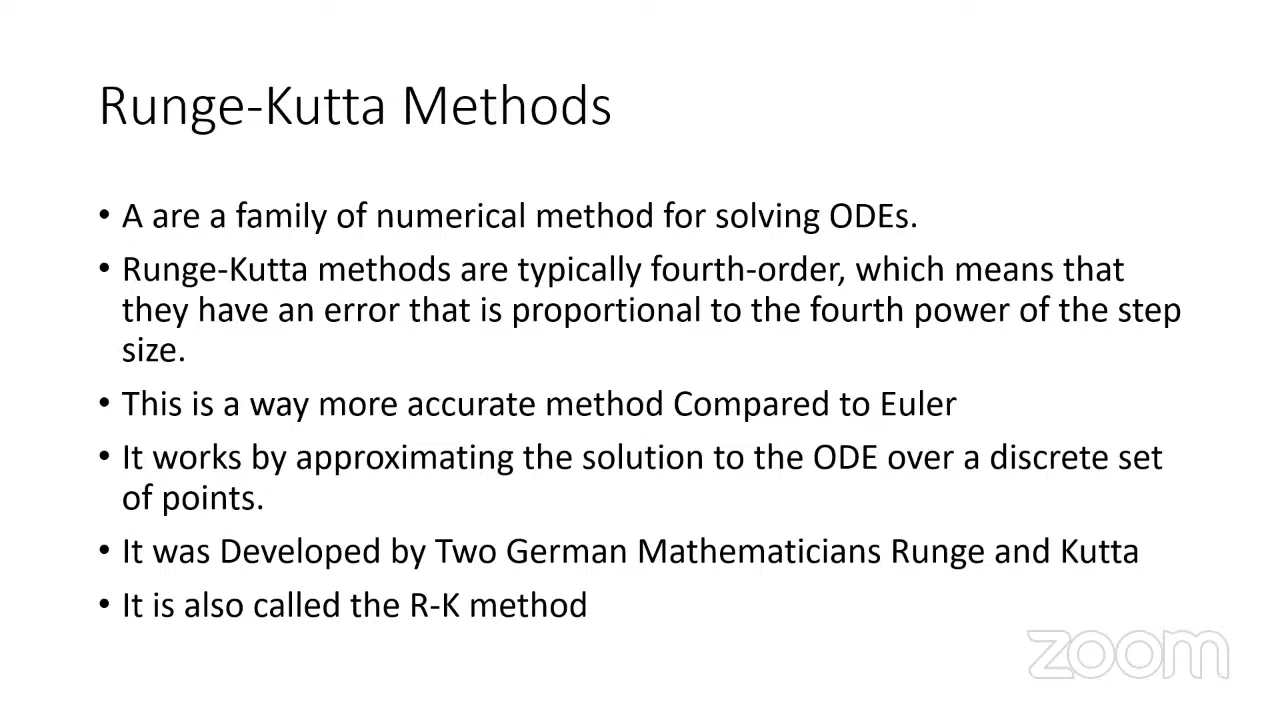 Runge-Kutta Methods
• A are a family of numerical method for solving ODEs.
• Runge-Kutta methods are typically fourth-order, which means that
they have an error that is proportional to the fourth power of the step
size.
• This is a way more accurate method Compared to Euler
• It works by approximating the solution to the ODE over a discrete set
of points.
• It was Developed by Two German Mathematicians Runge and Kutta
• It is also called the R-K method
zoom